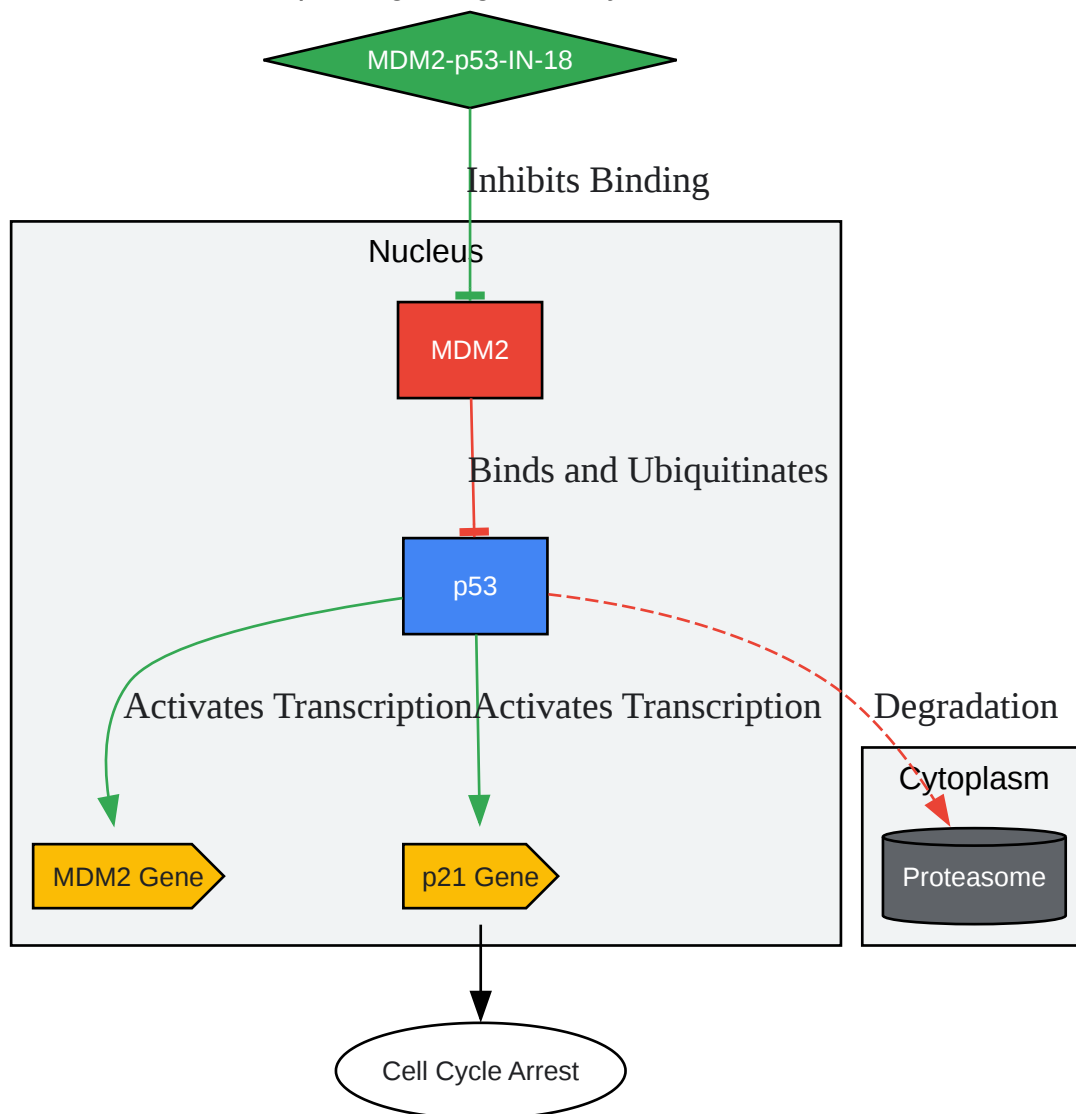 MDM2-p53-IN-18
Inhibits Binding
Nucleus
MDM2
Binds and Ubiquitinates
p53
Activates Transcription
Activates Transcription
Degradation
Cytoplasm
MDM2 Gene
p21 Gene
Proteasome
Cell Cycle Arrest